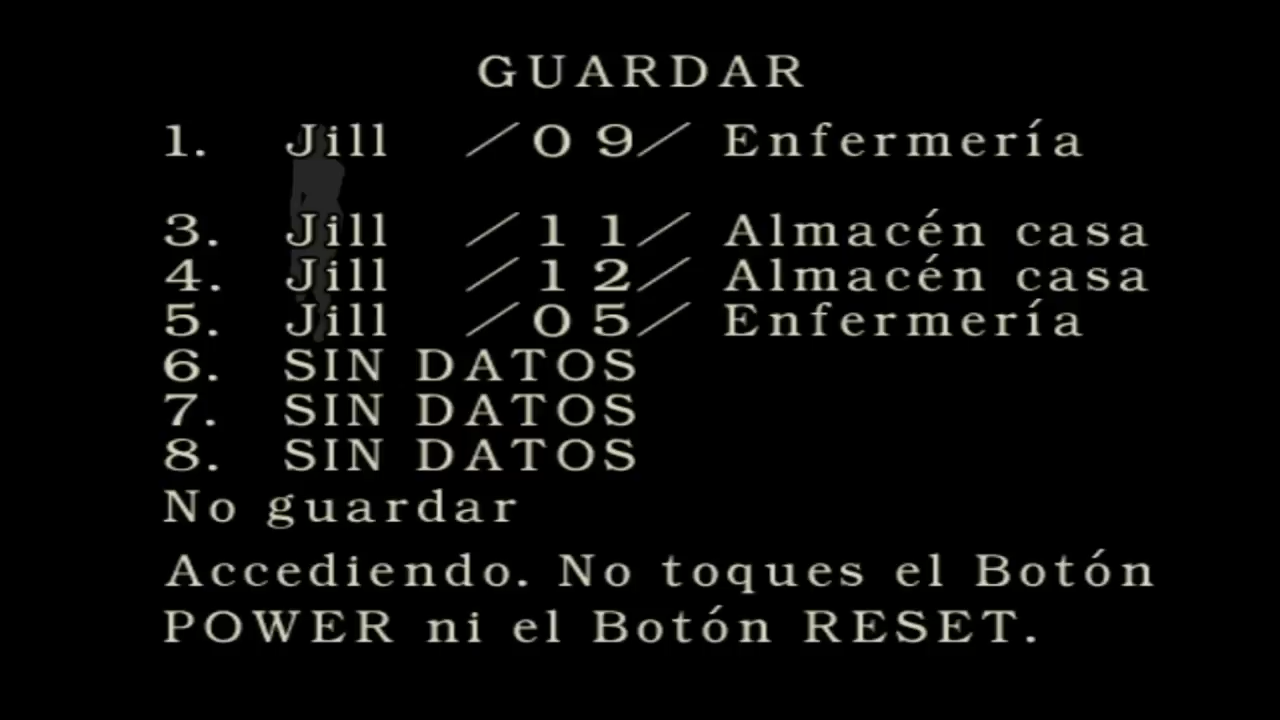 GUARDAR
1. Jill ／09／ Enfermería
3. Jill ／11／ Almacén casa
4. Jill ／12／ Almacén casa
5. Jill ／05／ Enfermería
6. SIN DATOS
7. SIN DATOS
8. SIN DATOS
No guardar
Accediendo. No toques el Botón
POWER ni el Botón RESET.